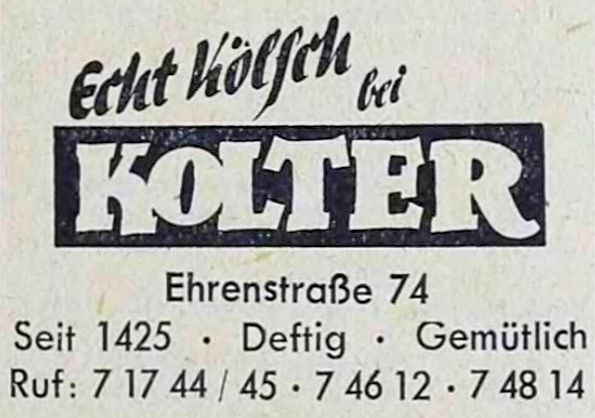 Echt Kölsch bei
KOLTER
Ehrenstraße 74
Seit 1425 · Deftig · Gemütlich
Ruf: 7 17 44 / 45 · 7 46 12 · 7 48 14